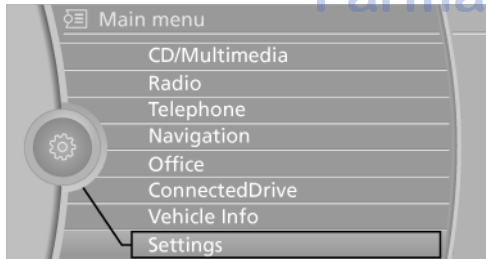 Main menu
CD/Multimedia
Radio
Telephone
Navigation
Office
ConnectedDrive
Vehicle Info
Settings